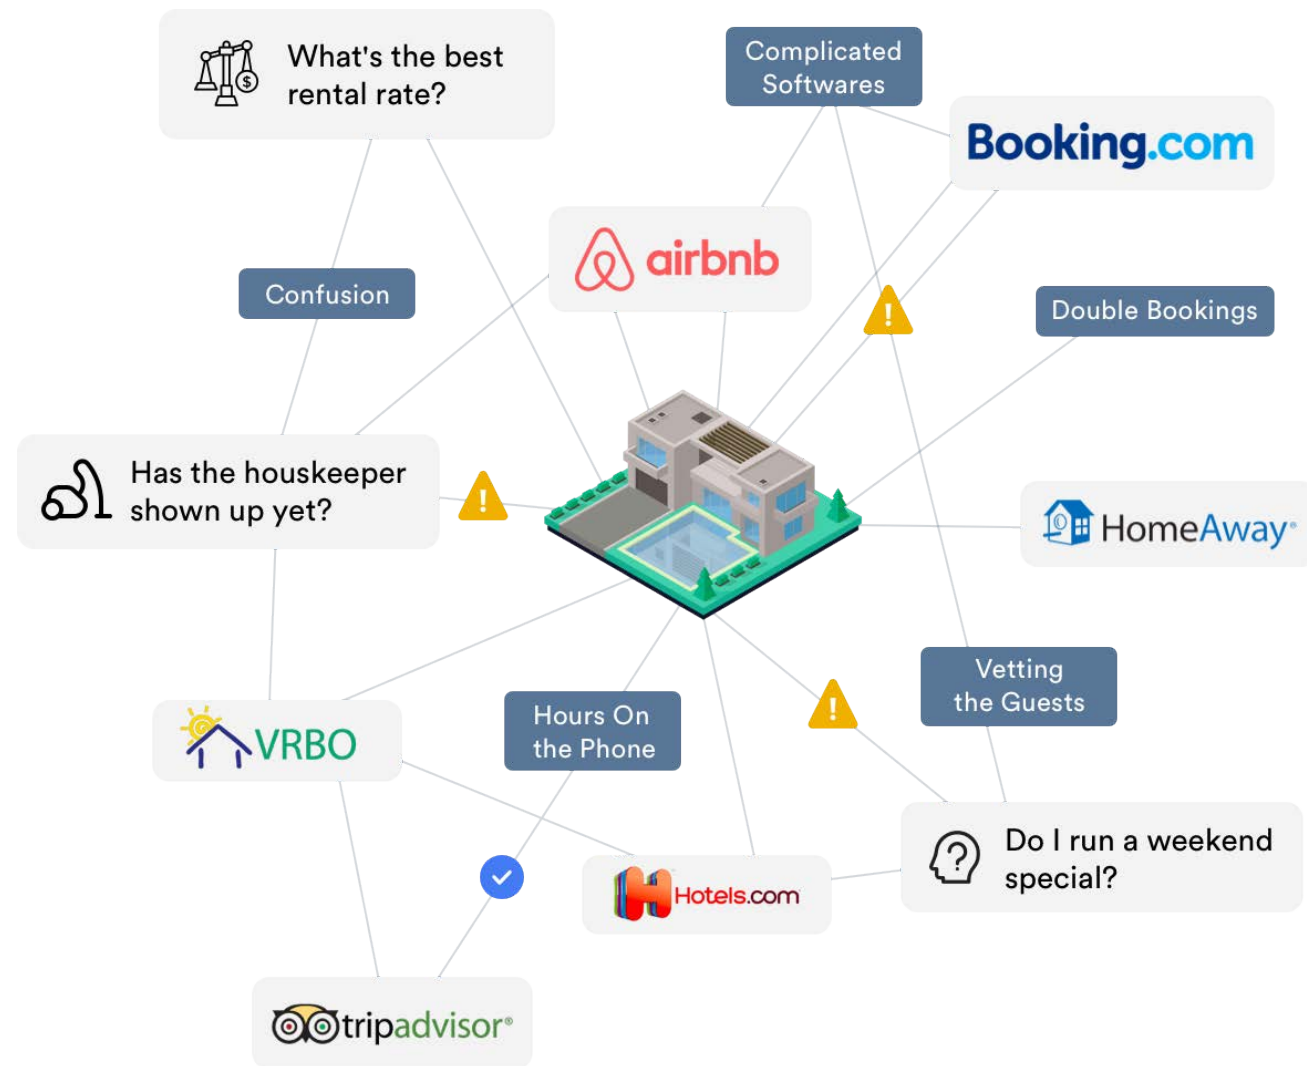 What's the best
rental rate?
Complicated
Softwares
Booking.com
airbnb
Confusion
Double Bookings
Has the houskeeper
shown up yet?
HomeAway
Vetting
the Guests
Hours On
the Phone
VRBO
Do I run a weekend
special?
Hotels.com
tripadvisor®